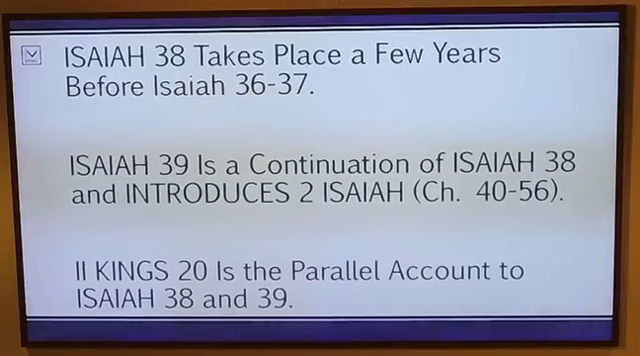 ISAIAH 38 Takes Place a Few Years
Before Isaiah 36-37.
ISAIAH 39 Is a Continuation of ISAIAH 38
and INTRODUCES 2 ISAIAH (Ch. 40-56).
II KINGS 20 Is the Parallel Account to
ISAIAH 38 and 39.